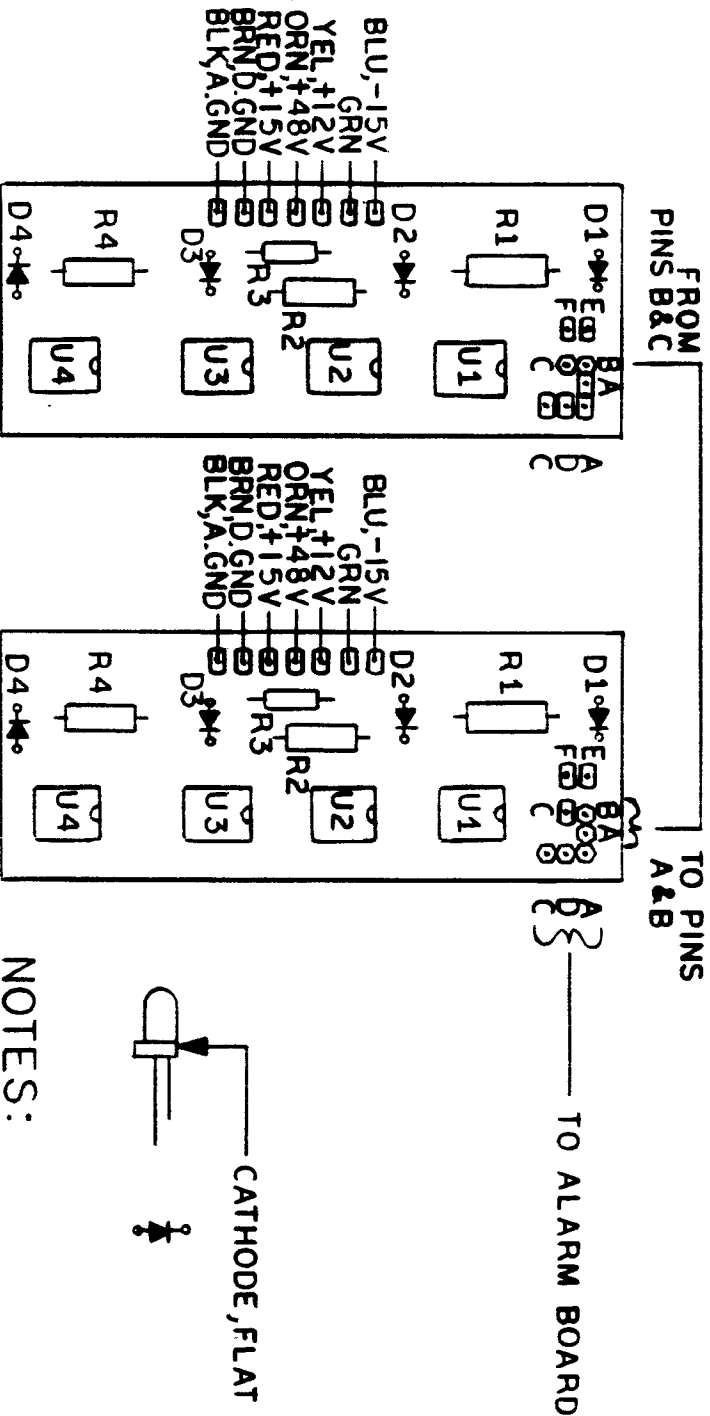 FROM
PINS B&C
TO PINS
A&B
BLU,-15V
GRN
YEL,+12V
ORN,+48V
RED,+15V
BRN,D.GND
BLK,A.GND
D1
E
F
B A
C
R1
D2
R2
R3
D3
R4
D4
U1
U2
U3
U4
A
D
C
BLU,-15V
GRN
YEL,+12V
ORN,+48V
RED,+15V
BRN,D.GND
BLK,A.GND
D1
E
F
B A
C
R1
D2
R2
R3
D3
R4
D4
U1
U2
U3
U4
A
D
C
TO ALARM BOARD
CATHODE,FLAT
NOTES: